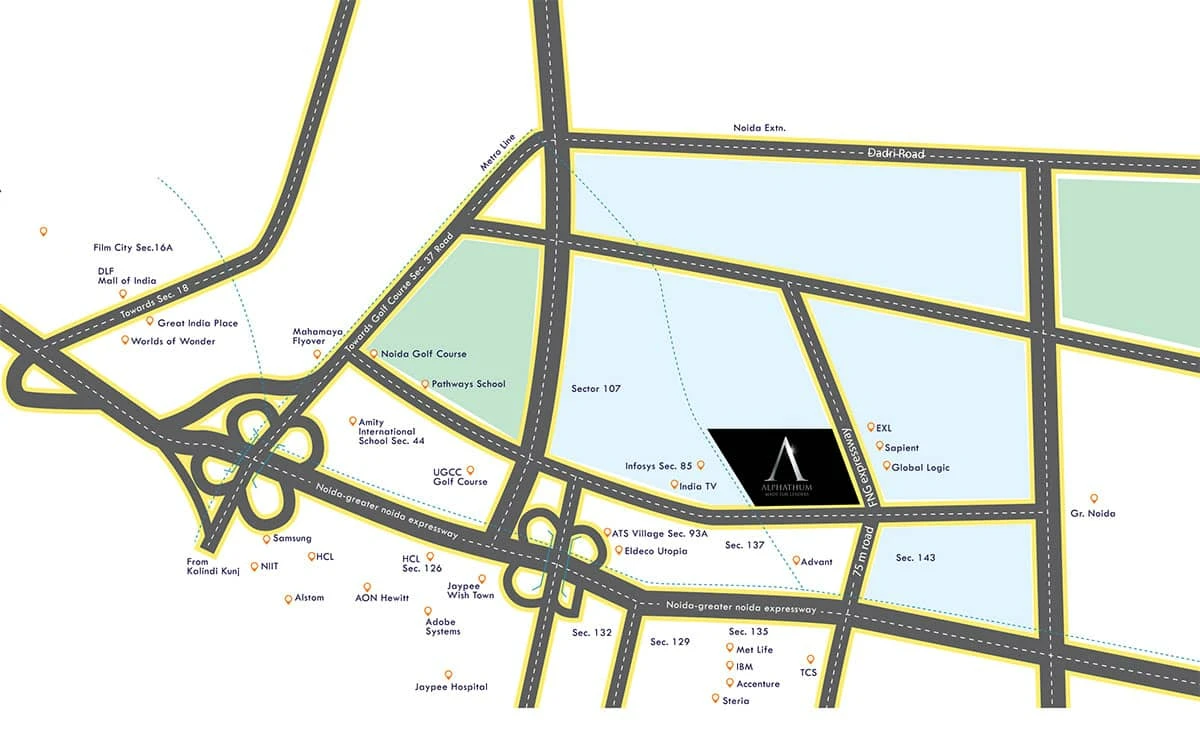 Noida Extn.
Dadri Road
Metro Line
Film City Sec.16A
DLF
Mall of India
Towards Sec. 18
Great India Place
Worlds of Wonder
Towards Golf Course Sec. 37 Road
Mahamaya
Flyover
Noida Golf Course
Pathways School
Sector 107
Amity
International
School Sec. 44
UGCC
Golf Course
Infosys Sec. 85
India TV
ALPHATHUM
MADE FOR LEADERS
FNG expressway
EXL
Sapient
Global Logic
Gr. Noida
Noida-greater noida expressway
ATS Village Sec. 93A
Eldeco Utopia
Sec. 137
Advant
75 m road
Sec. 143
From
Kalindi Kunj
Samsung
NIIT
HCL
Alstom
AON Hewitt
HCL
Sec. 126
Jaypee
Wish Town
Adobe
Systems
Jaypee Hospital
Noida-greater noida expressway
Sec. 132
Sec. 129
Sec. 135
Met Life
IBM
Accenture
Steria
TCS